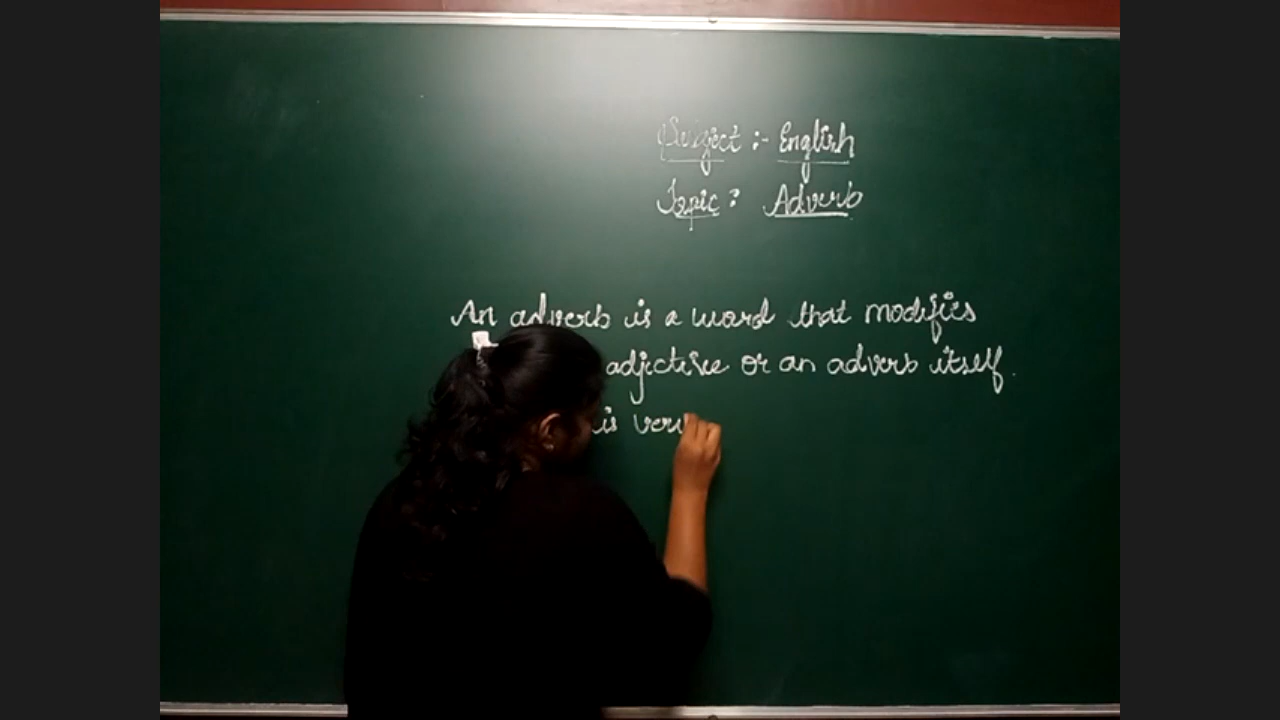 Subject :- English
Topic : Adverb
An adverb is a word that modifies
adjective or an adverb itself.
is very